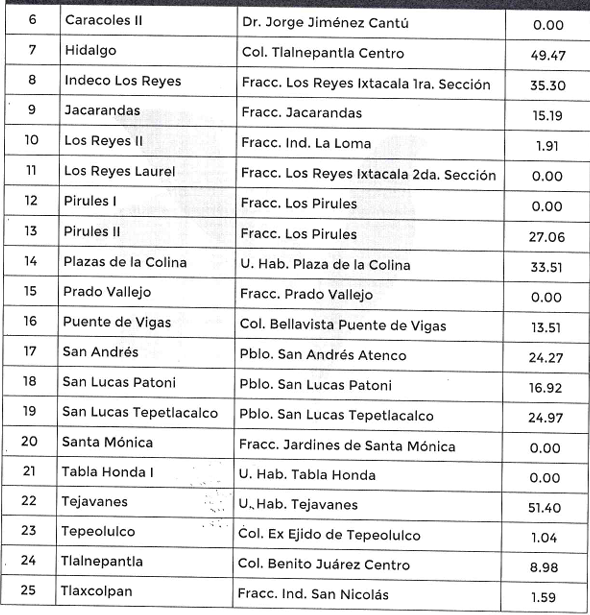 6 Caracoles II Dr. Jorge Jiménez Cantú 0.00
7 Hidalgo Col. Tlalnepantla Centro 49.47
8 Indeco Los Reyes Fracc. Los Reyes Ixtacala 1ra. Sección 35.30
9 Jacarandas Fracc. Jacarandas 15.19
10 Los Reyes II Fracc. Ind. La Loma 1.91
11 Los Reyes Laurel Fracc. Los Reyes Ixtacala 2da. Sección 0.00
12 Pirules I Fracc. Los Pirules 0.00
13 Pirules II Fracc. Los Pirules 27.06
14 Plazas de la Colina U. Hab. Plaza de la Colina 33.51
15 Prado Vallejo Fracc. Prado Vallejo 0.00
16 Puente de Vigas Col. Bellavista Puente de Vigas 13.51
17 San Andrés Pblo. San Andrés Atenco 24.27
18 San Lucas Patoni Pblo. San Lucas Patoni 16.92
19 San Lucas Tepetlacalco Pblo. San Lucas Tepetlacalco 24.97
20 Santa Mónica Fracc. Jardines de Santa Mónica 0.00
21 Tabla Honda I U. Hab. Tabla Honda 0.00
22 Tejavanes U. Hab. Tejavanes 51.40
23 Tepeolulco Col. Ex Ejido de Tepeolulco 1.04
24 Tlalnepantla Col. Benito Juárez Centro 8.98
25 Tlaxcolpan Fracc. Ind. San Nicolás 1.59